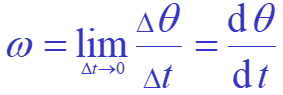 ω = lim_{Δt→0} Δθ/Δt = dθ/dt